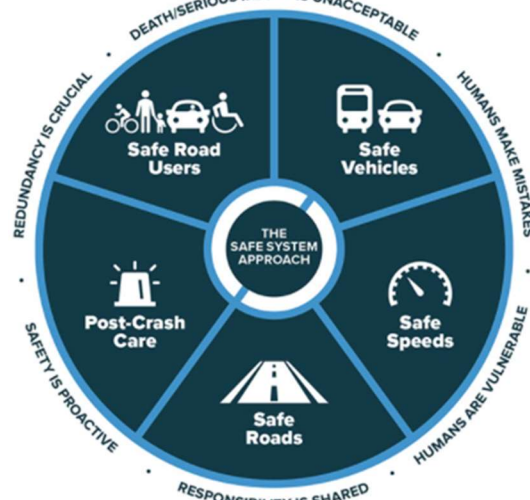 DEATH/SERIOUS UNACCEPTABLE
HUMANS MAKE MISTAKES
HUMANS ARE VULNERABLE
RESPONSIBILITY IS SHARED
SAFETY IS PROACTIVE
REDUNDANCY IS CRUCIAL
Safe Road
Users
Safe
Vehicles
THE
SAFE SYSTEM
APPROACH
Post-Crash
Care
Safe
Speeds
Safe
Roads